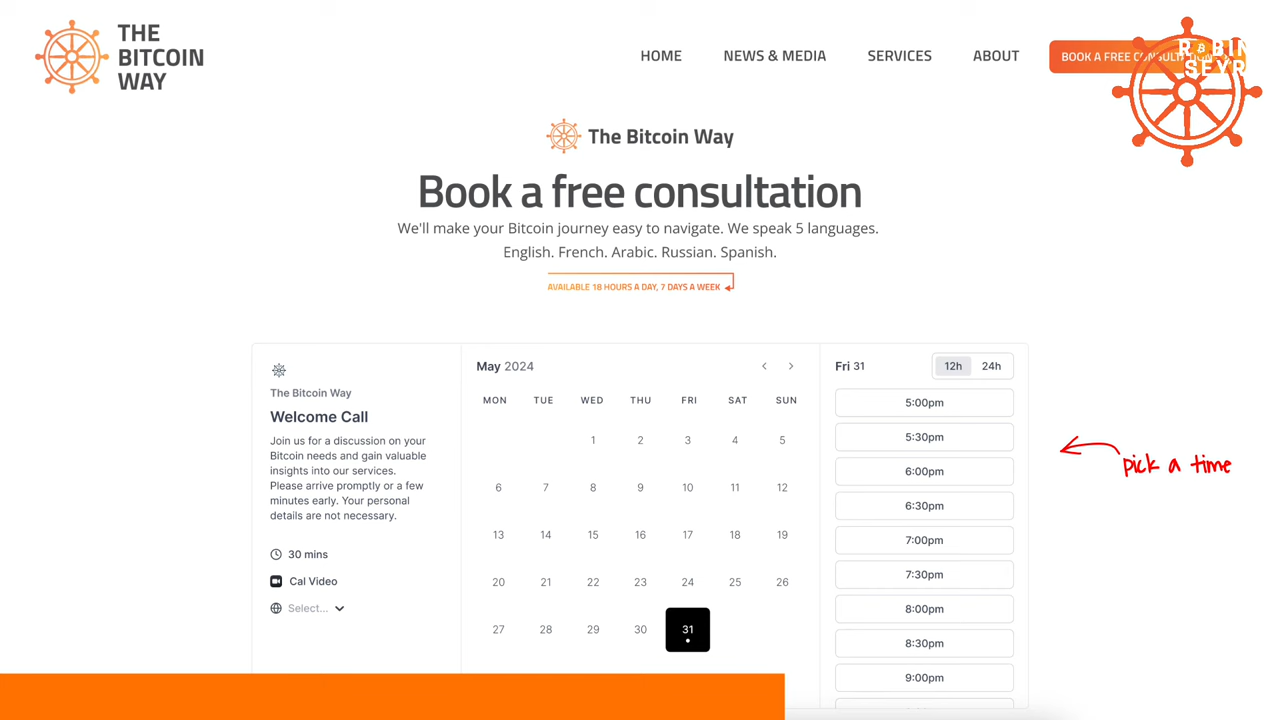 THE
BITCOIN
WAY
HOME
NEWS & MEDIA
SERVICES
ABOUT
BOOK A FREE
The Bitcoin Way
Book a free consultation
We'll make your Bitcoin journey easy to navigate. We speak 5 languages.
English. French. Arabic. Russian. Spanish.
AVAILABLE 18 HOURS A DAY, 7 DAYS A WEEK
The Bitcoin Way
Welcome Call
Join us for a discussion on your
Bitcoin needs and gain valuable
insights into our services.
Please arrive promptly or a few
minutes early. Your personal
details are not necessary.
30 mins
Cal Video
Select...
May 2024
MON TUE WED THU FRI SAT SUN
1 2 3 4 5
6 7 8 9 10 11 12
13 14 15 16 17 18 19
20 21 22 23 24 25 26
27 28 29 30 31
Fri 31
12h 24h
5:00pm
5:30pm
6:00pm
6:30pm
7:00pm
7:30pm
8:00pm
8:30pm
9:00pm
pick a time